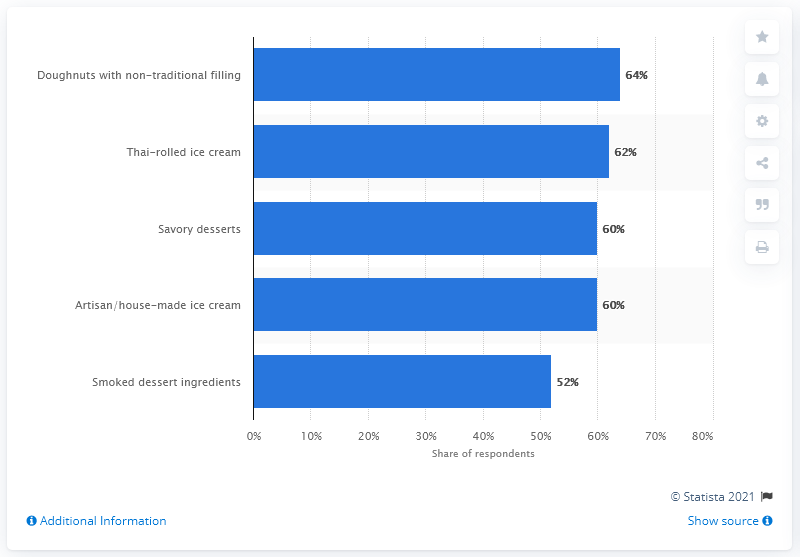 Doughnuts with non-traditional filling 64%
Thai-rolled ice cream 62%
Savory desserts 60%
Artisan/house-made ice cream 60%
Smoked dessert ingredients 52%
0% 10% 20% 30% 40% 50% 60% 70% 80%
Share of respondents
© Statista 2021
Additional Information Show source